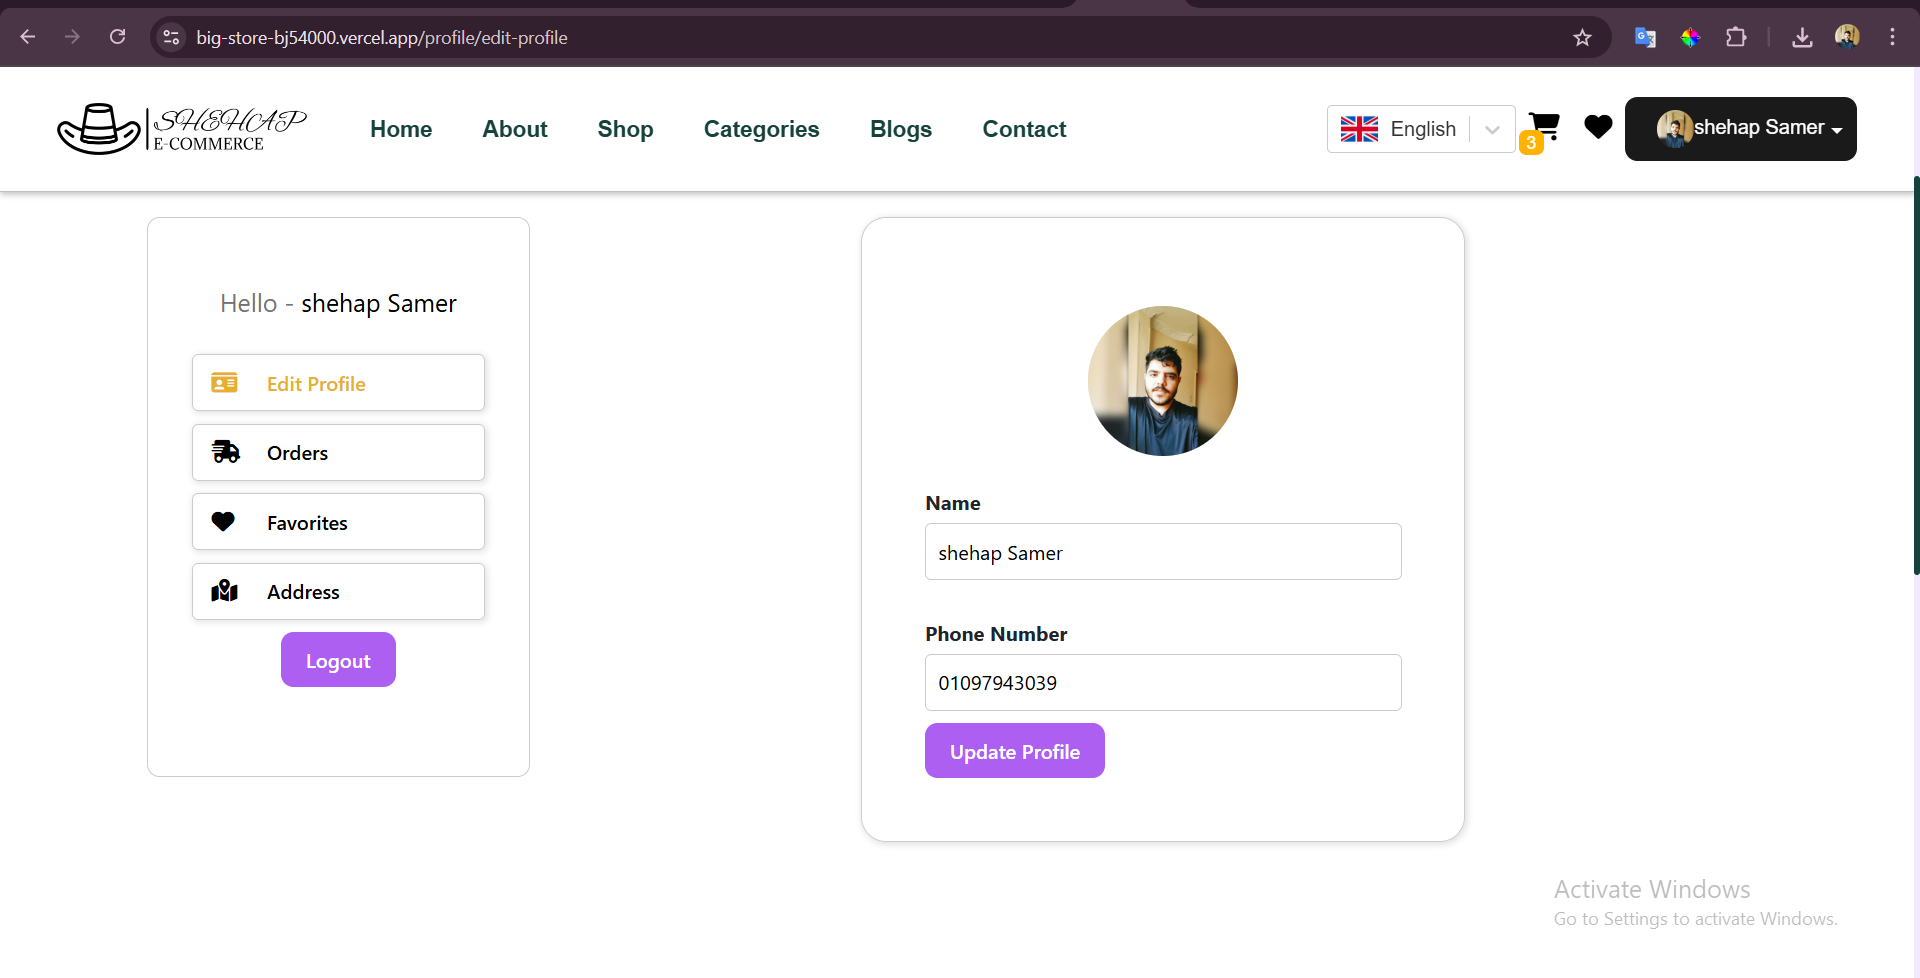 big-store-bj54000.vercel.app/profile/edit-profile
SHEHAP
E-COMMERCE
Home About Shop Categories Blogs Contact
English
3
shehap Samer
Hello - shehap Samer
Edit Profile
Orders
Favorites
Address
Logout
Name
shehap Samer
Phone Number
01097943039
Update Profile
Activate Windows
Go to Settings to activate Windows.